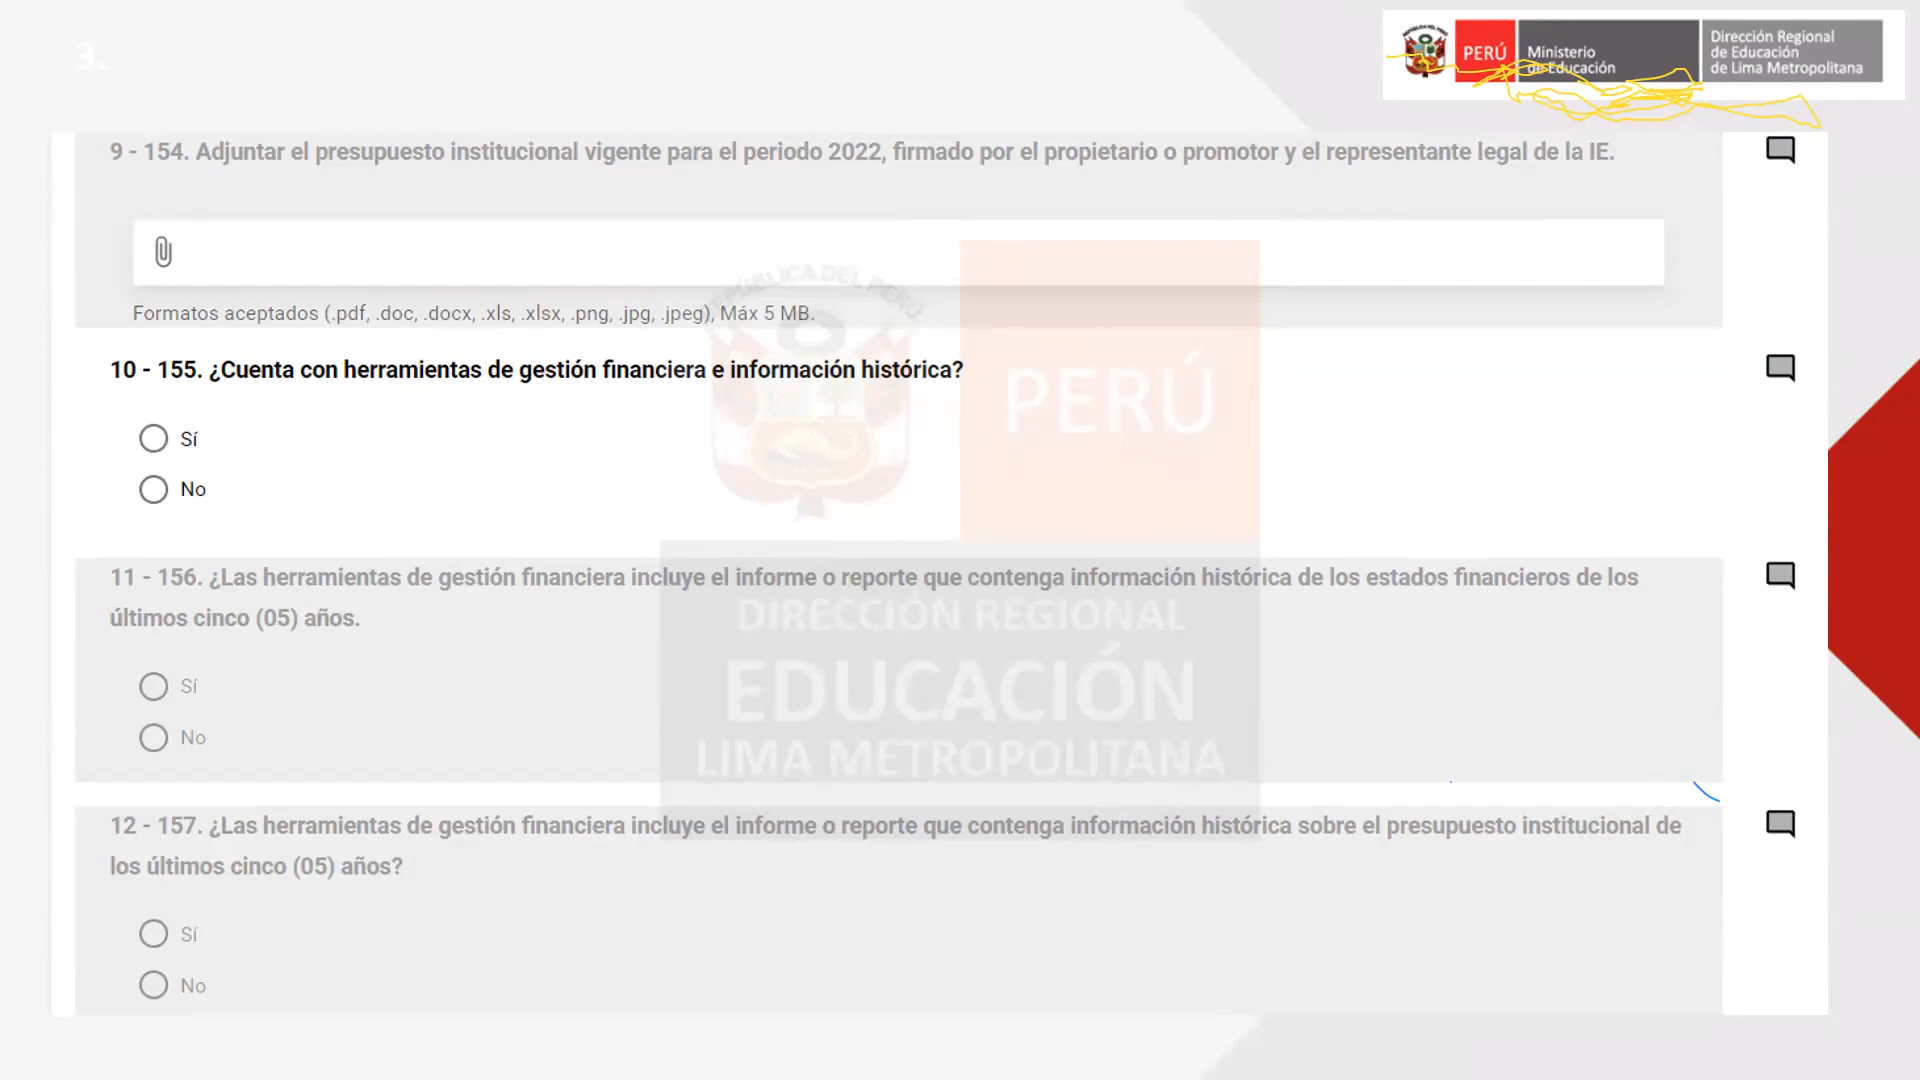 3.
PERÚ
Ministerio
de Educación
Dirección Regional
de Educación
de Lima Metropolitana
9 - 154. Adjuntar el presupuesto institucional vigente para el periodo 2022, firmado por el propietario o promotor y el representante legal de la IE.
Formatos aceptados (.pdf, .doc, .docx, .xls, .xlsx, .png, .jpg, .jpeg), Máx 5 MB.
10 - 155. ¿Cuenta con herramientas de gestión financiera e información histórica?
Sí
No
11 - 156. ¿Las herramientas de gestión financiera incluye el informe o reporte que contenga información histórica de los estados financieros de los
últimos cinco (05) años.
Sí
No
12 - 157. ¿Las herramientas de gestión financiera incluye el informe o reporte que contenga información histórica sobre el presupuesto institucional de
los últimos cinco (05) años?
Sí
No
REPÚBLICA DEL PERÚ
PERÚ
DIRECCIÓN REGIONAL
EDUCACIÓN
LIMA METROPOLITANA